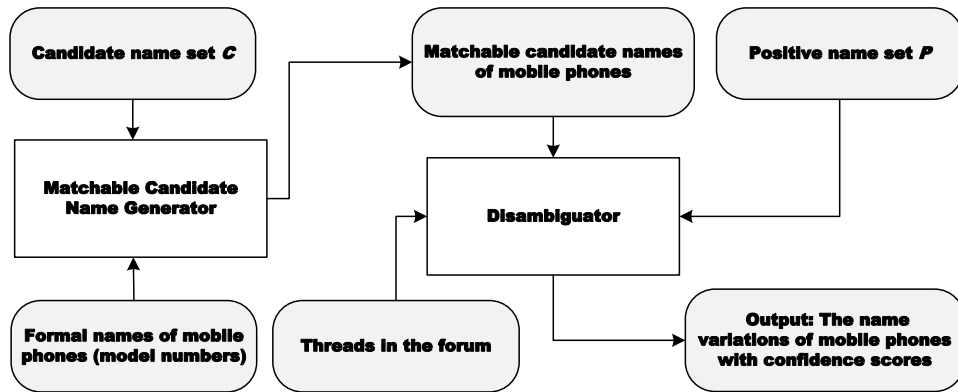 Candidate name set C
Matchable candidate names
of mobile phones
Positive name set P
Matchable Candidate
Name Generator
Disambiguator
Formal names of mobile
phones (model numbers)
Threads in the forum
Output: The name
variations of mobile phones
with confidence scores